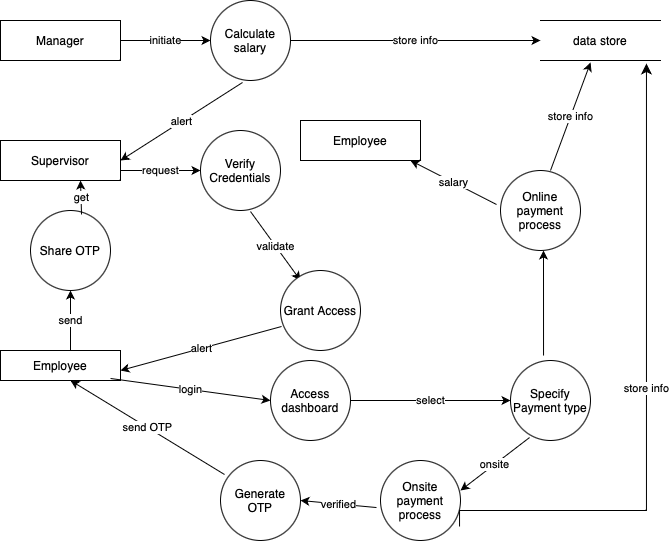 Manager
initiate
Calculate
salary
store info
data store
alert
store info
Employee
Supervisor
request
Verify
Credentials
salary
get
Online
payment
process
Share OTP
validate
Grant Access
send
alert
Employee
login
Access
dashboard
select
Specify
Payment type
store info
send OTP
onsite
Generate
OTP
verified
Onsite
payment
process